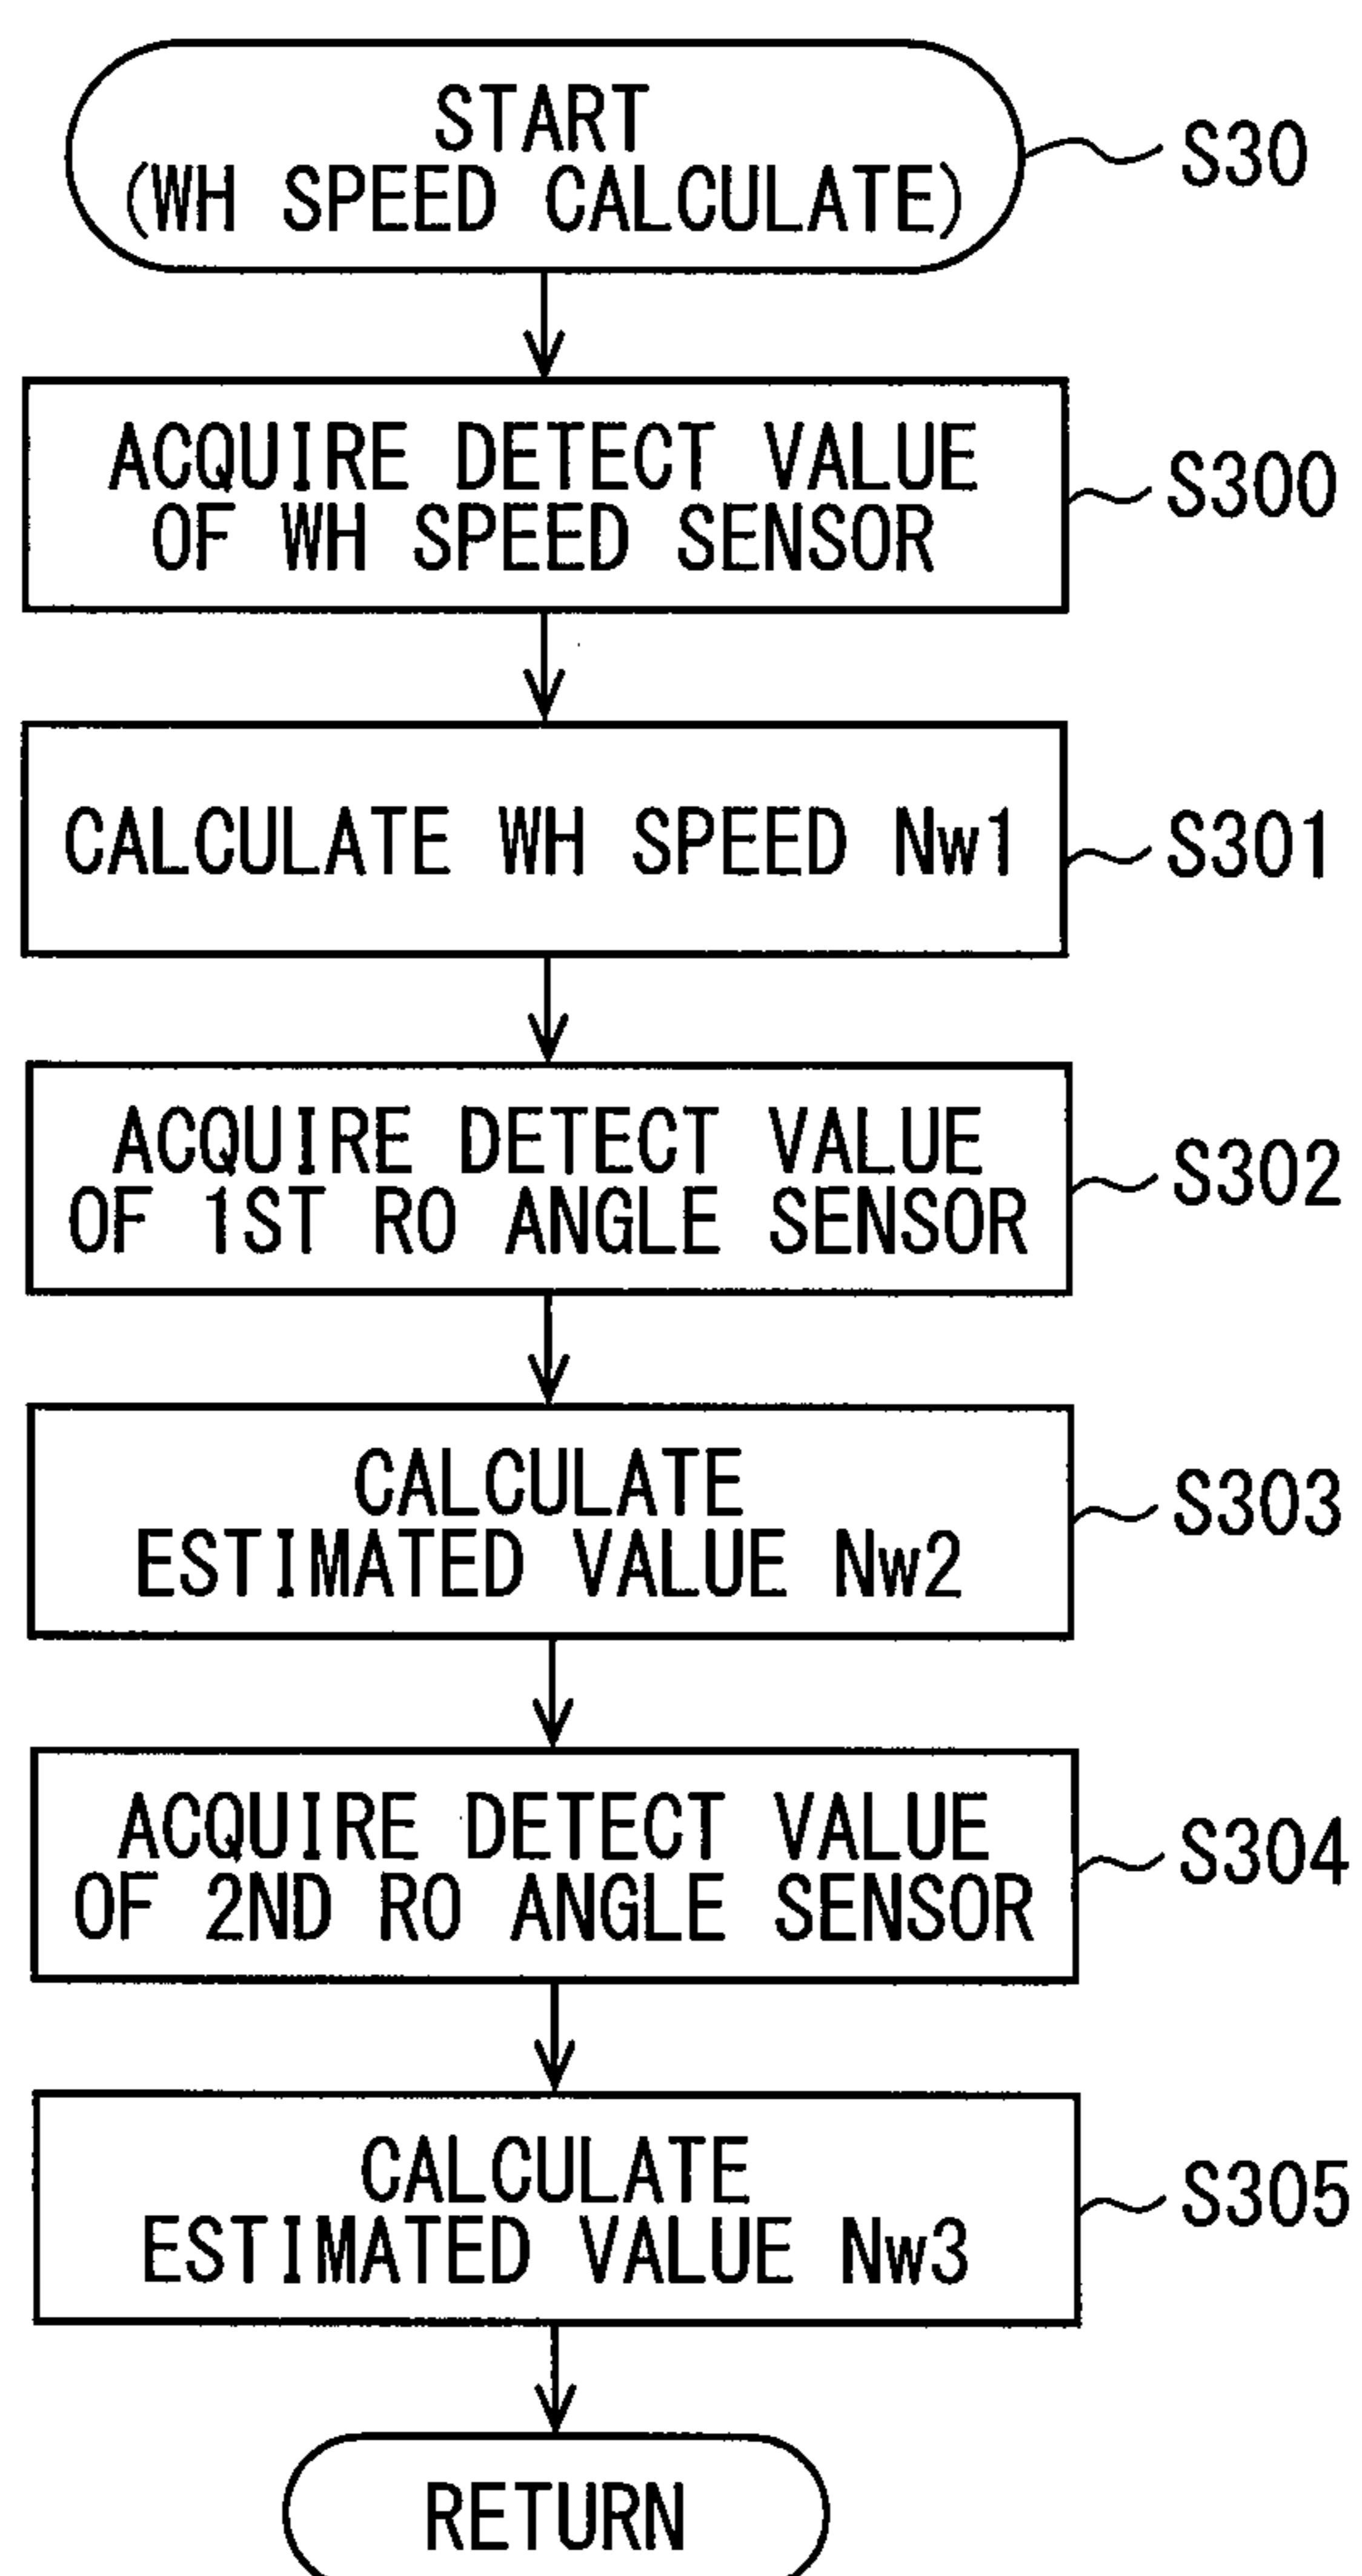 START
(WH SPEED CALCULATE)
S30
ACQUIRE DETECT VALUE
OF WH SPEED SENSOR
S300
CALCULATE WH SPEED Nw1
S301
ACQUIRE DETECT VALUE
OF 1ST RO ANGLE SENSOR
S302
CALCULATE
ESTIMATED VALUE Nw2
S303
ACQUIRE DETECT VALUE
OF 2ND RO ANGLE SENSOR
S304
CALCULATE
ESTIMATED VALUE Nw3
S305
RETURN